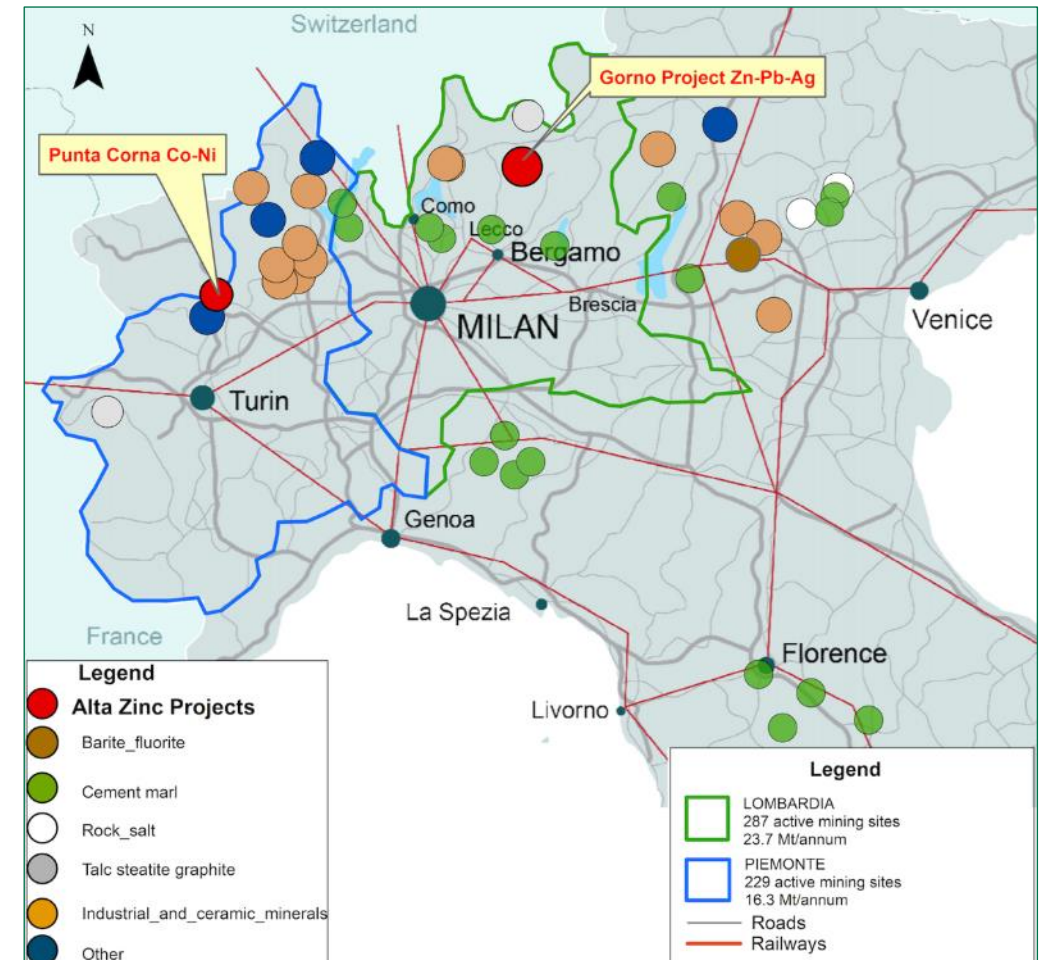 N
Switzerland
Gorno Project Zn-Pb-Ag
Punta Corna Co-Ni
Como
Lecco
Bergamo
Brescia
MILAN
Venice
Turin
Genoa
La Spezia
France
Florence
Livorno
Legend
Alta Zinc Projects
Barite_fluorite
Cement marl
Rock_salt
Talc steatite graphite
Industrial_and_ceramic_minerals
Other
Legend
LOMBARDIA
287 active mining sites
23.7 Mt/annum
PIEMONTE
229 active mining sites
16.3 Mt/annum
Roads
Railways